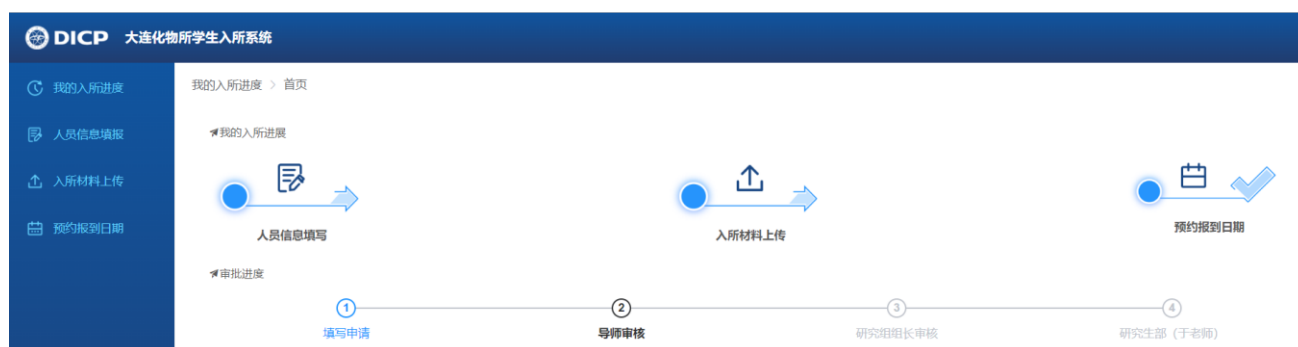 DICP 大连化物所学生入所系统
我的入所进度
人员信息填报
入所材料上传
预约报到日期
我的入所进度 > 首页
我的入所进展
人员信息填写
入所材料上传
预约报到日期
审批进度
1 2 3 4
填写申请 导师审核 研究组组长审核 研究生部（于老师）